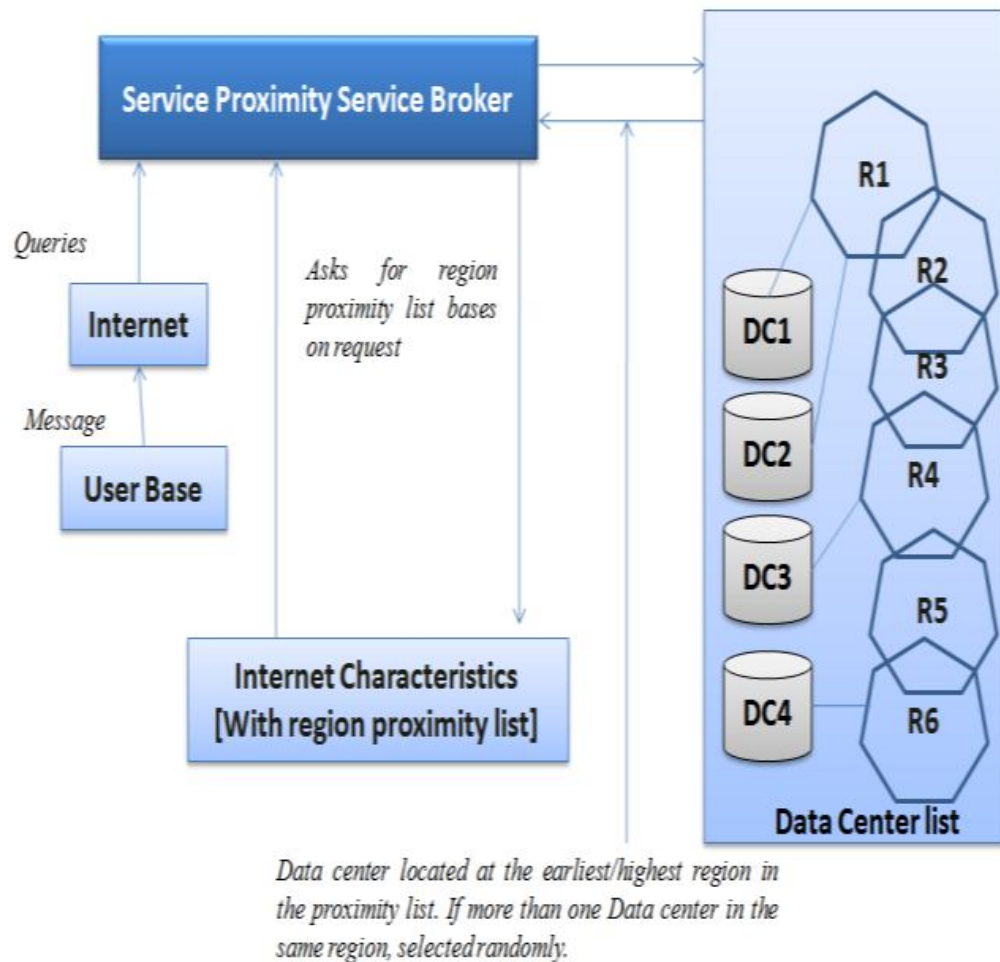 Service Proximity Service Broker
Queries
Internet
Message
User Base
Asks for region
proximity list bases
on request
Internet Characteristics
[With region proximity list]
R1
R2
R3
R4
R5
R6
DC1
DC2
DC3
DC4
Data Center list
Data center located at the earliest/highest region in
the proximity list. If more than one Data center in the
same region, selected randomly.